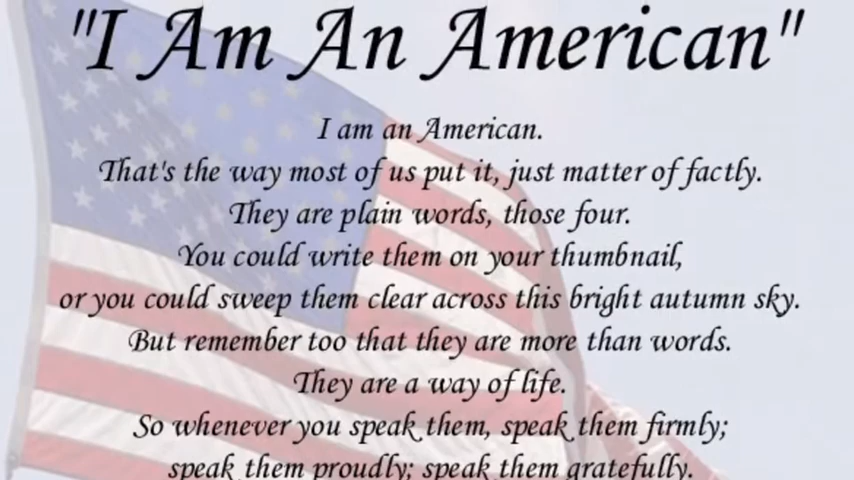 "I Am An American"
I am an American.
That's the way most of us put it, just matter of factly.
They are plain words, those four.
You could write them on your thumbnail,
or you could sweep them clear across this bright autumn sky.
But remember too that they are more than words.
They are a way of life.
So whenever you speak them, speak them firmly;
speak them proudly; speak them gratefully.